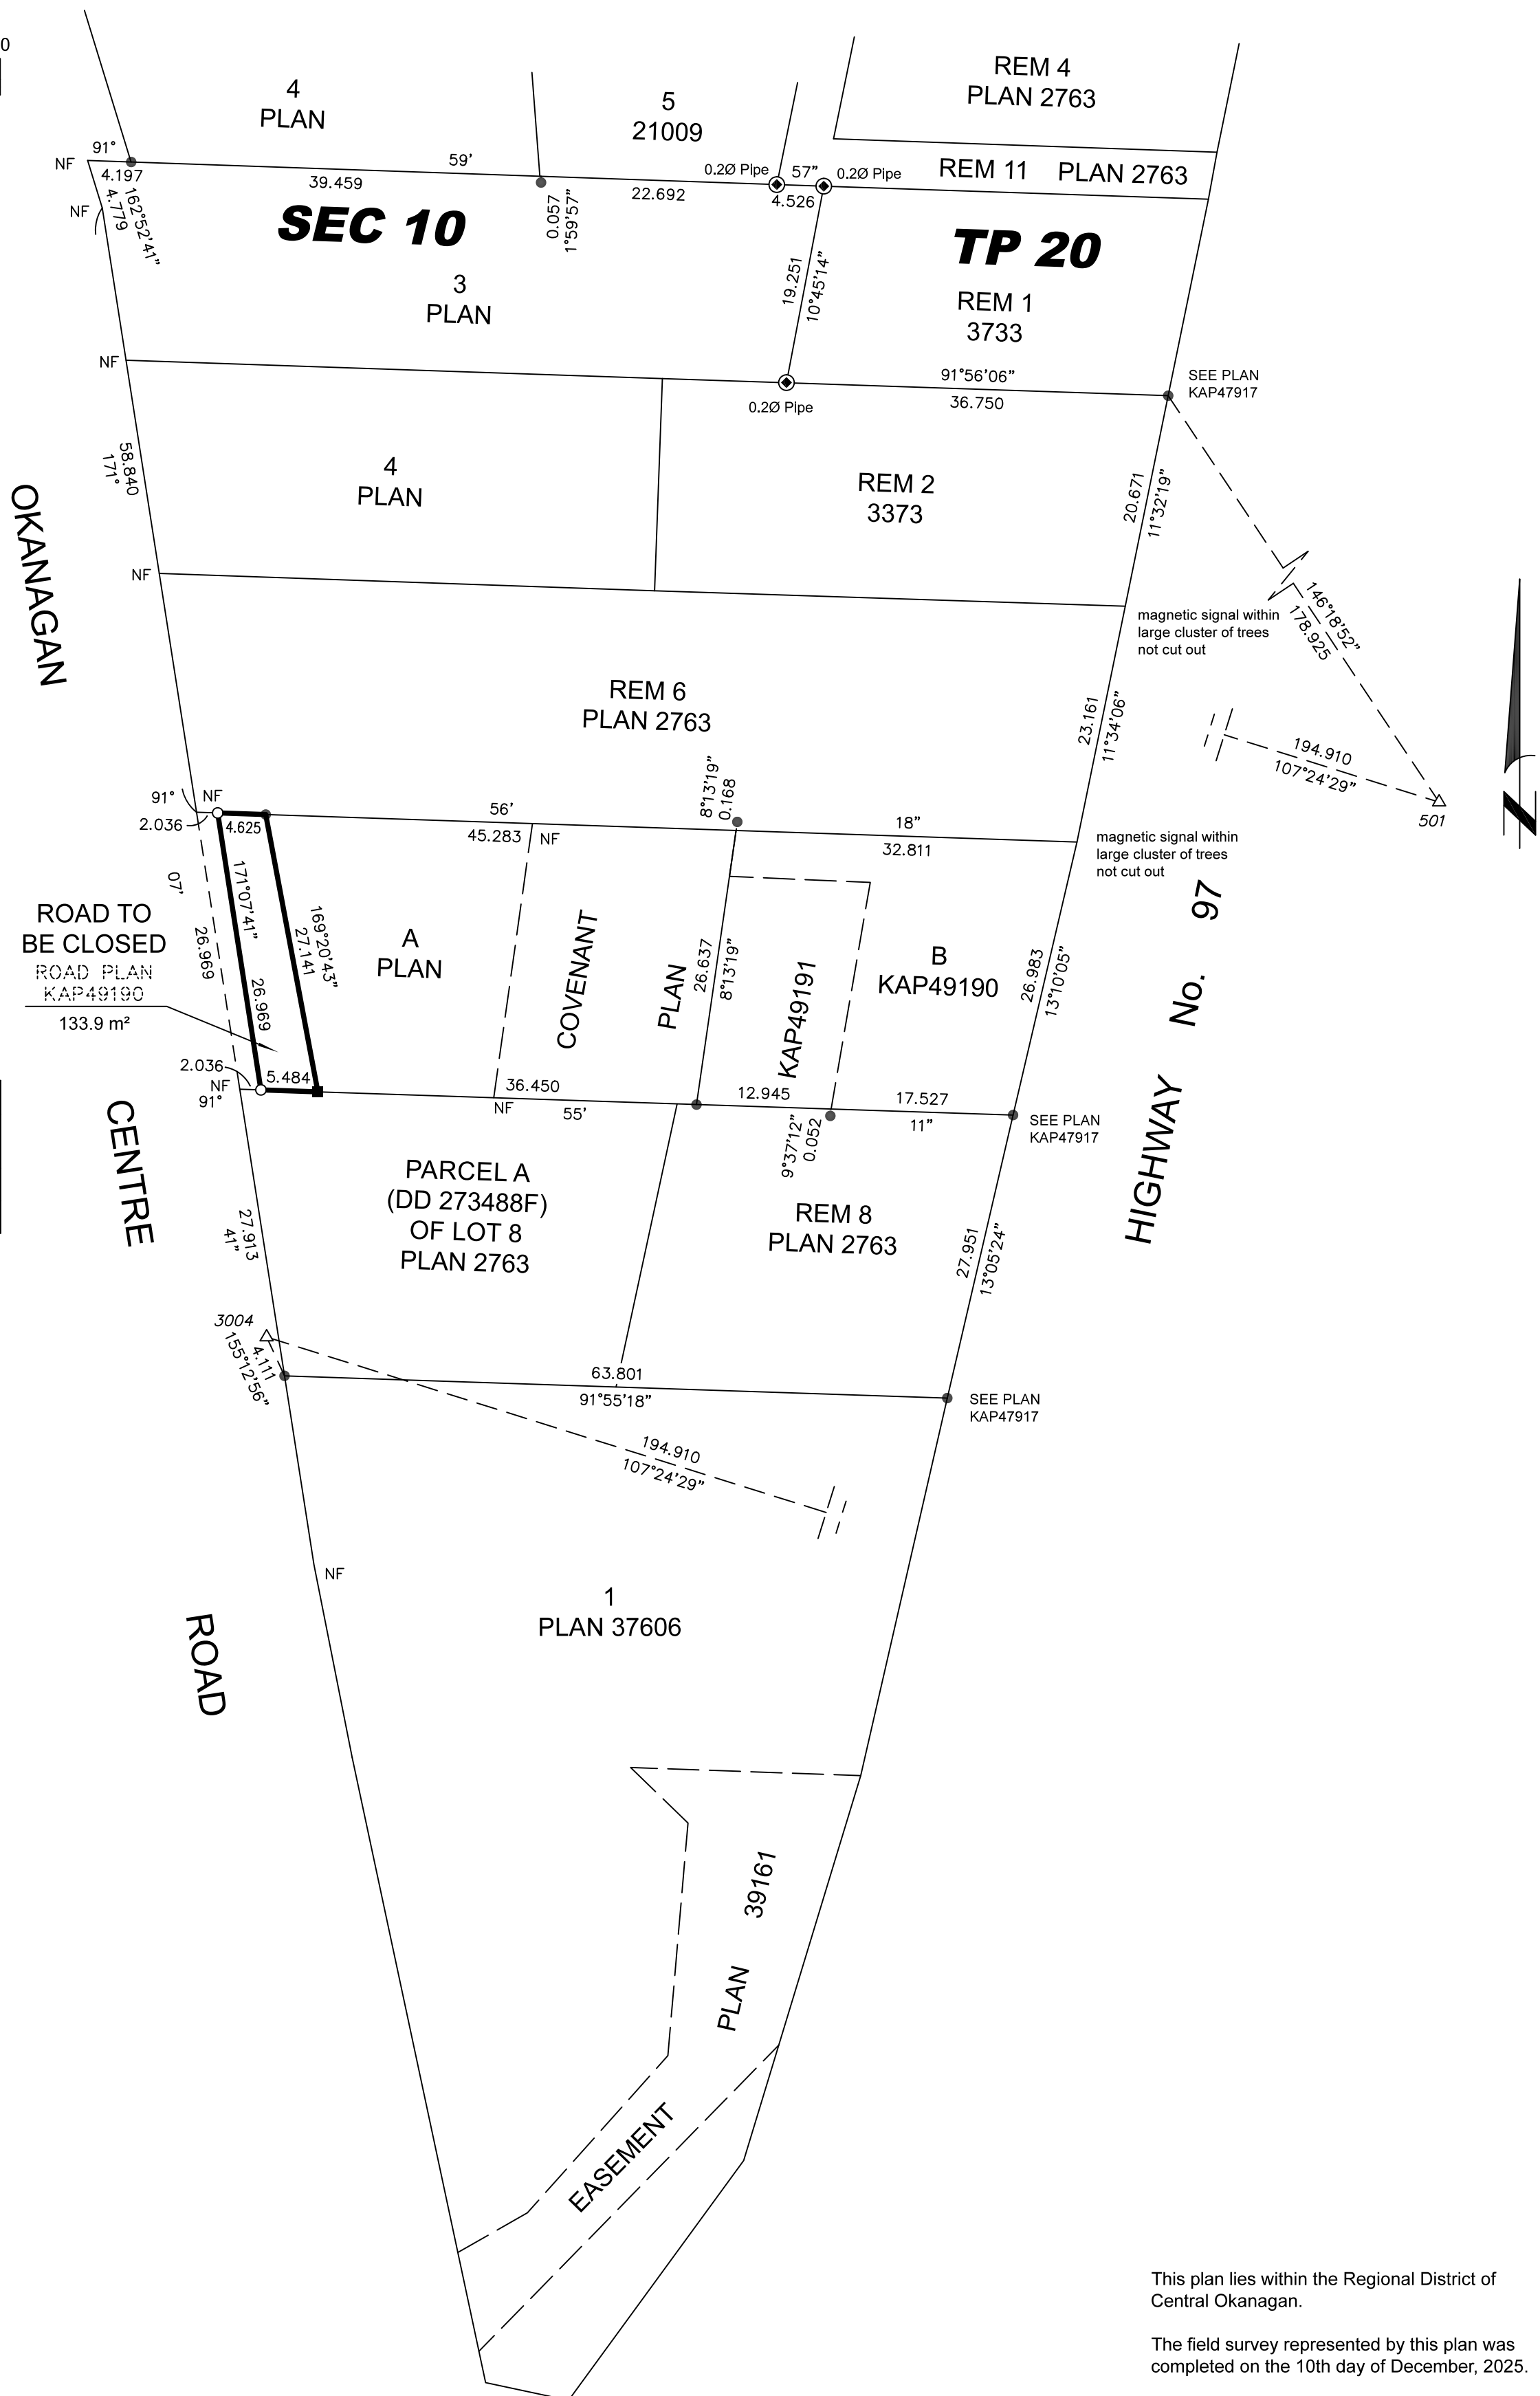 0
4
PLAN
5
21009
REM 4
PLAN 2763
REM 11 PLAN 2763
NF
91°
4.197
59'
39.459
0.2Ø Pipe
57"
0.2Ø Pipe
22.692
4.526
NF
162°52'41"
4.779
SEC 10
0.057
1°59'57"
TP 20
3
PLAN
19.251
10°45'14"
REM 1
3733
NF
0.2Ø Pipe
91°56'06"
36.750
SEE PLAN
KAP47917
58.840
171°
4
PLAN
REM 2
3373
20.671
11°32'19"
OKANAGAN
NF
magnetic signal within
large cluster of trees
not cut out
146°18'52"
178.925
REM 6
PLAN 2763
23.161
11°34'06"
194.910
107°24'29"
501
N
91°
NF
2.036
4.625
56'
45.283
NF
8°13'19"
0.168
18"
32.811
magnetic signal within
large cluster of trees
not cut out
07'
26.969
171°07'41"
26.969
169°20'43"
27.141
ROAD TO
BE CLOSED
ROAD PLAN
KAP49190
133.9 m²
A
PLAN
COVENANT
PLAN
26.637
8°13'19"
KAP49191
B
KAP49190
26.983
13°10'05"
HIGHWAY No. 97
2.036
NF
91°
5.484
36.450
NF
55'
12.945
9°37'12"
0.052
17.527
11"
SEE PLAN
KAP47917
CENTRE
27.913
41"
PARCEL A
(DD 273488F)
OF LOT 8
PLAN 2763
REM 8
PLAN 2763
27.951
13°05'24"
3004
4.111
155°12'56"
63.801
91°55'18"
SEE PLAN
KAP47917
194.910
107°24'29"
NF
1
PLAN 37606
ROAD
PLAN 39161
EASEMENT
This plan lies within the Regional District of
Central Okanagan.
The field survey represented by this plan was
completed on the 10th day of December, 2025.